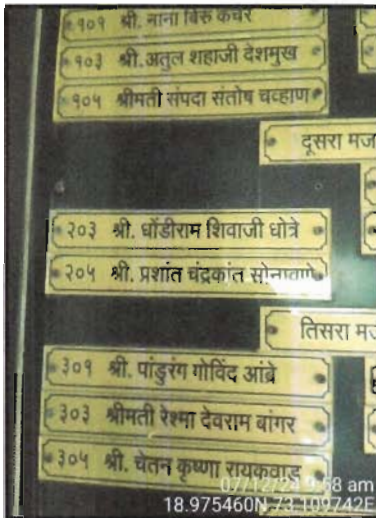 १०१ श्री. नाना बिरु कचरे
१०३ श्री. अतुल शहाजी देशमुख
१०५ श्रीमती संपदा संतोष चव्हाण
दूसरा मज
२०३ श्री. धोंडीराम शिवाजी धोत्रे
२०५ श्री. प्रशांत चंद्रकांत सोनावणे
तिसरा मज
३०१ श्री. पांडुरंग गोविंद आंब्रे
३०३ श्रीमती रेश्मा देवराम बांगर
३०५ श्री. चेतन कृष्णा रायकवाड
07/12/24 9:58 am
18.975460N,73.109742E